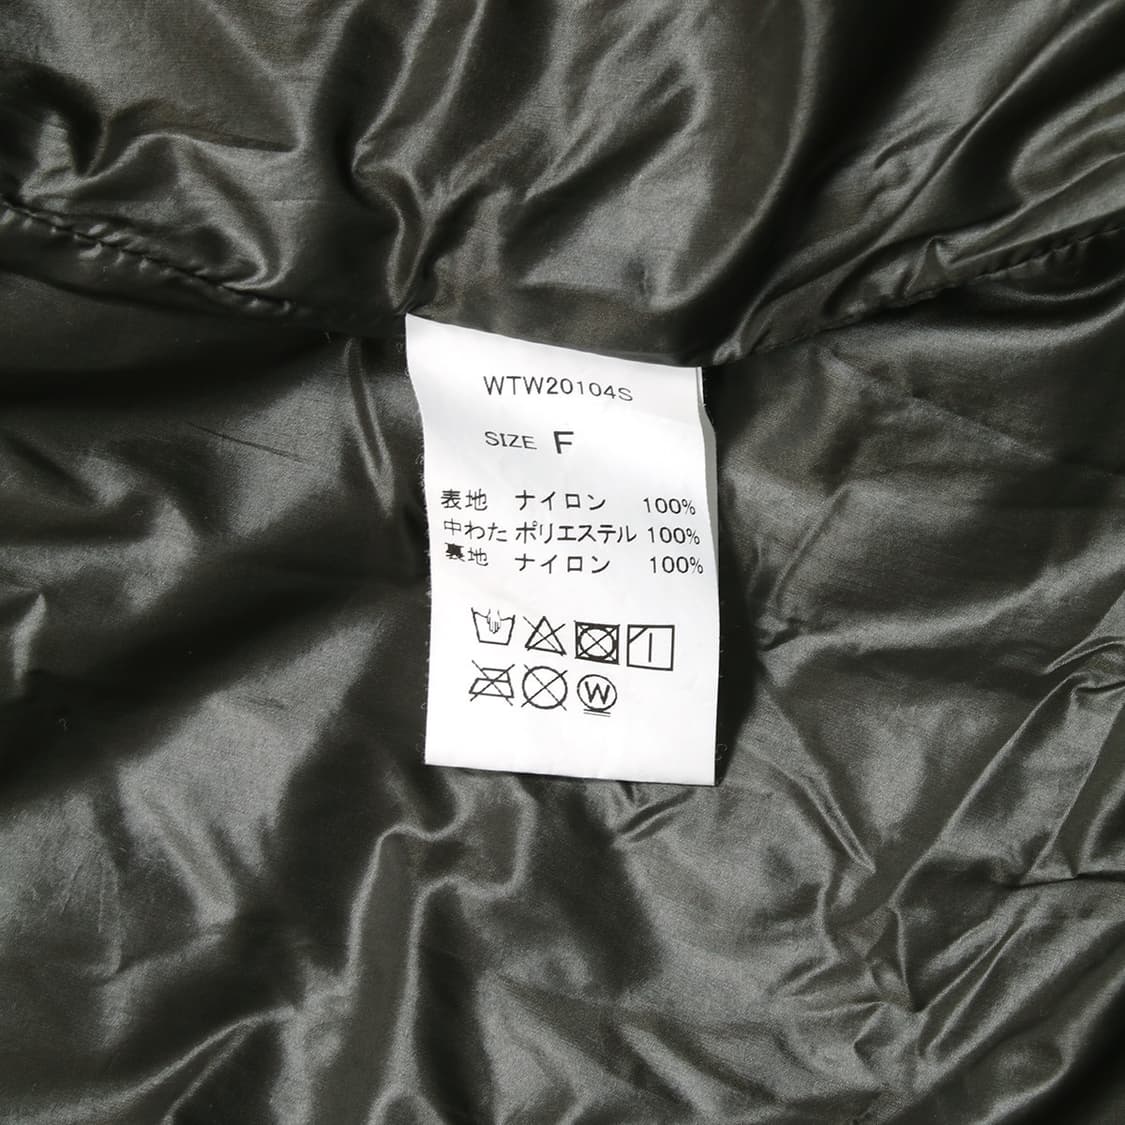 WTW20104S
SIZE F
表地 ナイロン 100%
中わた ポリエステル 100%
裏地 ナイロン 100%
W